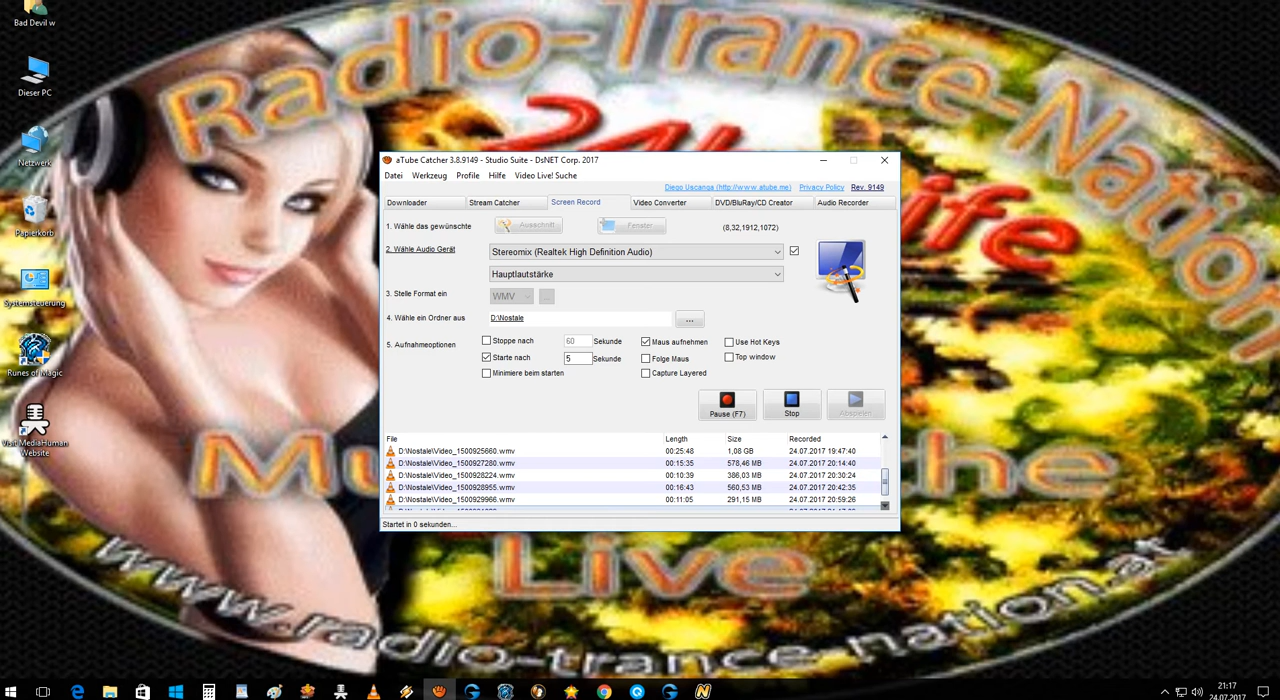 Bad Devil w
Dieser PC
Netzwerk
Papierkorb
Systemsteuerung
Runes of Magic
Visit MediaHuman
Website
Radio-Trance-Nation
24h
ife
Mu
che
Live
www.radio-trance-nation.at
aTube Catcher 3.8.9149 - Studio Suite - DsNET Corp. 2017
Datei Werkzeug Profile Hilfe Video Live! Suche
Diego Uscanga (http://www.atube.me) Privacy Policy Rev. 9149
Downloader Stream Catcher Screen Record Video Converter DVD/BluRay/CD Creator Audio Recorder
1. Wähle das gewünschte Ausschnitt Fenster (8,32,1912,1072)
2. Wähle Audio Gerät Stereomix (Realtek High Definition Audio)
Hauptlautstärke
3. Stelle Format ein WMV ...
4. Wähle ein Ordner aus D:\Nostale ...
5. Aufnahmeoptionen Stoppe nach 60 Sekunde Maus aufnehmen Use Hot Keys
Starte nach 5 Sekunde Folge Maus Top window
Minimiere beim starten Capture Layered
Pause (F7) Stop Abspielen
File Length Size Recorded
D:\Nostale\Video_1500925660.wmv 00:25:48 1,08 GB 24.07.2017 19:47:40
D:\Nostale\Video_1500927280.wmv 00:15:35 578,46 MB 24.07.2017 20:14:40
D:\Nostale\Video_1500928224.wmv 00:10:39 386,03 MB 24.07.2017 20:30:24
D:\Nostale\Video_1500928955.wmv 00:16:43 560,53 MB 24.07.2017 20:42:35
D:\Nostale\Video_1500929966.wmv 00:11:05 291,15 MB 24.07.2017 20:59:26
Startet in 0 sekunden...
21:17
24.07.2017